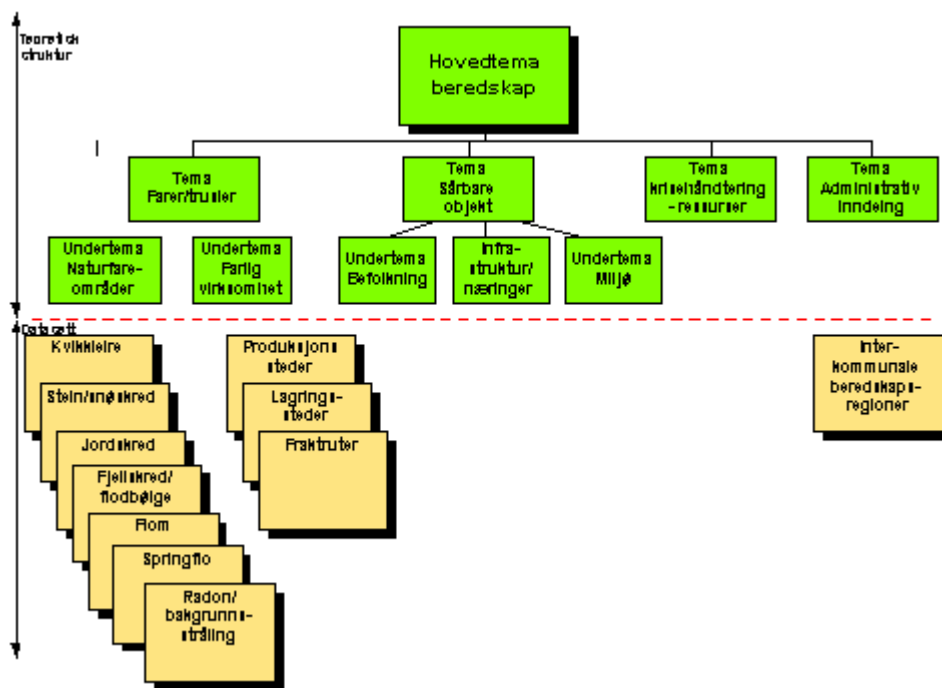 Teoretisk
struktur
Hovedtema
beredskap
Tema
Farer/trusler
Tema
Sårbare
objekt
Tema
krisehåndtering
-ressurser
Tema
Administrativ
inndeling
Undertema
Naturfare-
områder
Undertema
Farlig
virksomhet
Undertema
Befolkning
Infra-
struktur/
næringer
Undertema
Miljø
Datasett
Kvikkleire
Stein/snøskred
Jordskred
Fjellskred/
flodbølge
Flom
Springflo
Radon/
bakgrunns-
stråling
Produksjons
steder
Lagrings-
steder
Fraktruter
Inter-
kommunale
beredskaps-
regioner